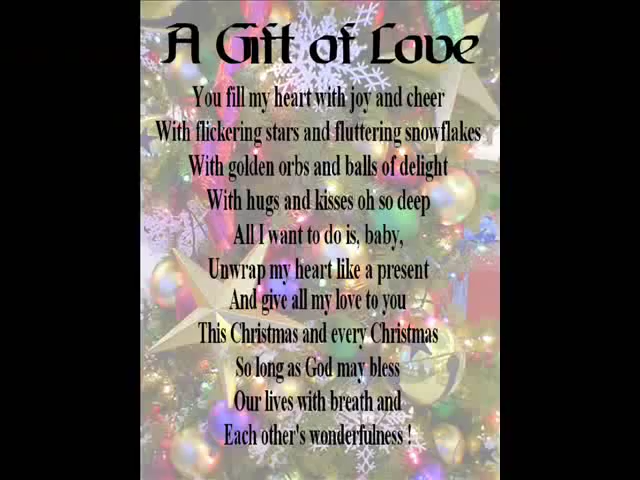 A Gift of Love
You fill my heart with joy and cheer
With flickering stars and fluttering snowflakes
With golden orbs and balls of delight
With hugs and kisses oh so deep
All I want to do is, baby,
Unwrap my heart like a present
And give all my love to you
This Christmas and every Christmas
So long as God may bless
Our lives with breath and
Each other's wonderfulness !